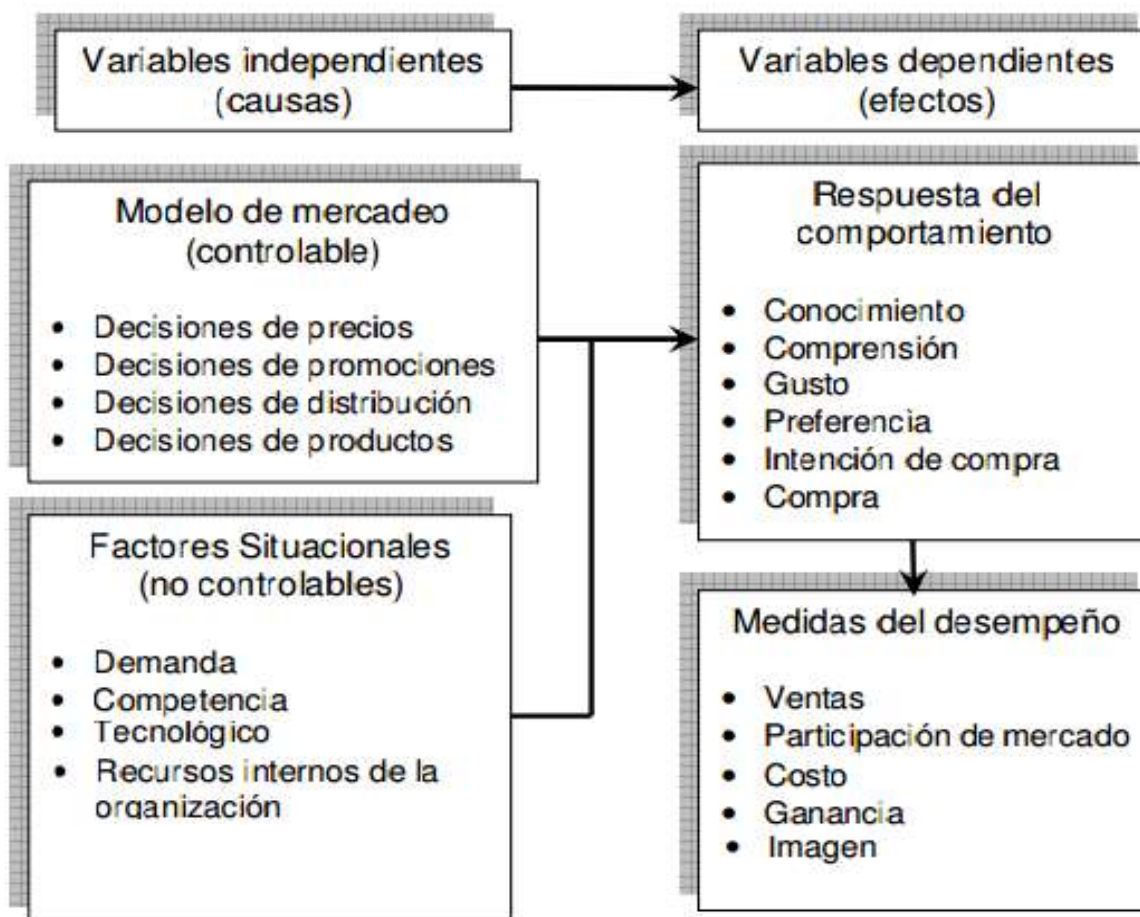 Variables independientes
(causas)
Variables dependientes
(efectos)
Modelo de mercadeo
(controlable)
• Decisiones de precios
• Decisiones de promociones
• Decisiones de distribución
• Decisiones de productos
Respuesta del
comportamiento
• Conocimiento
• Comprensión
• Gusto
• Preferencia
• Intención de compra
• Compra
Factores Situacionales
(no controlables)
• Demanda
• Competencia
• Tecnológico
• Recursos internos de la
organización
Medidas del desempeño
• Ventas
• Participación de mercado
• Costo
• Ganancia
• Imagen